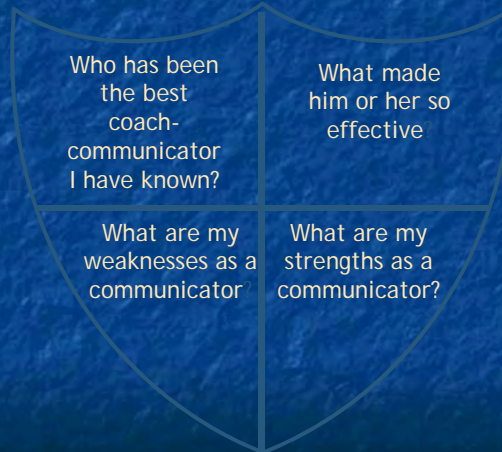 Who has been
the best
coach-
communicator
I have known?
What made
him or her so
effective?
What are my
weaknesses as a
communicator?
What are my
strengths as a
communicator?